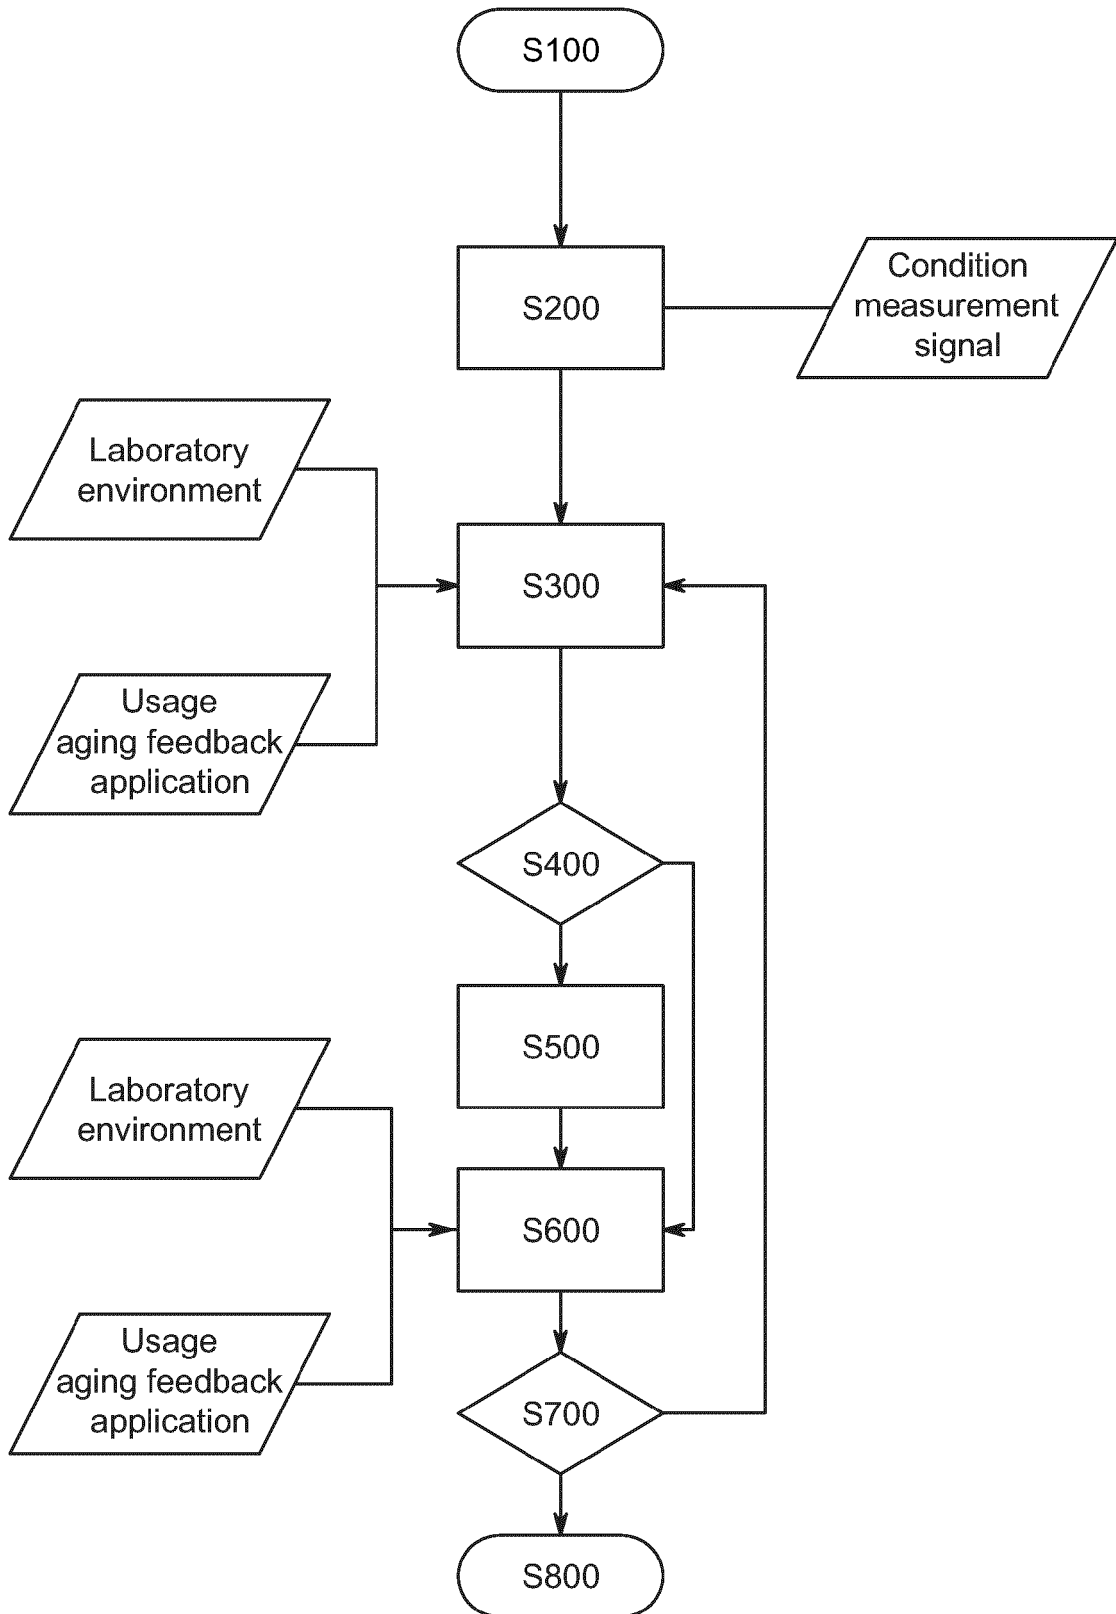 S100
S200
Condition
measurement
signal
Laboratory
environment
S300
Usage
aging feedback
application
S400
S500
Laboratory
environment
S600
Usage
aging feedback
application
S700
S800